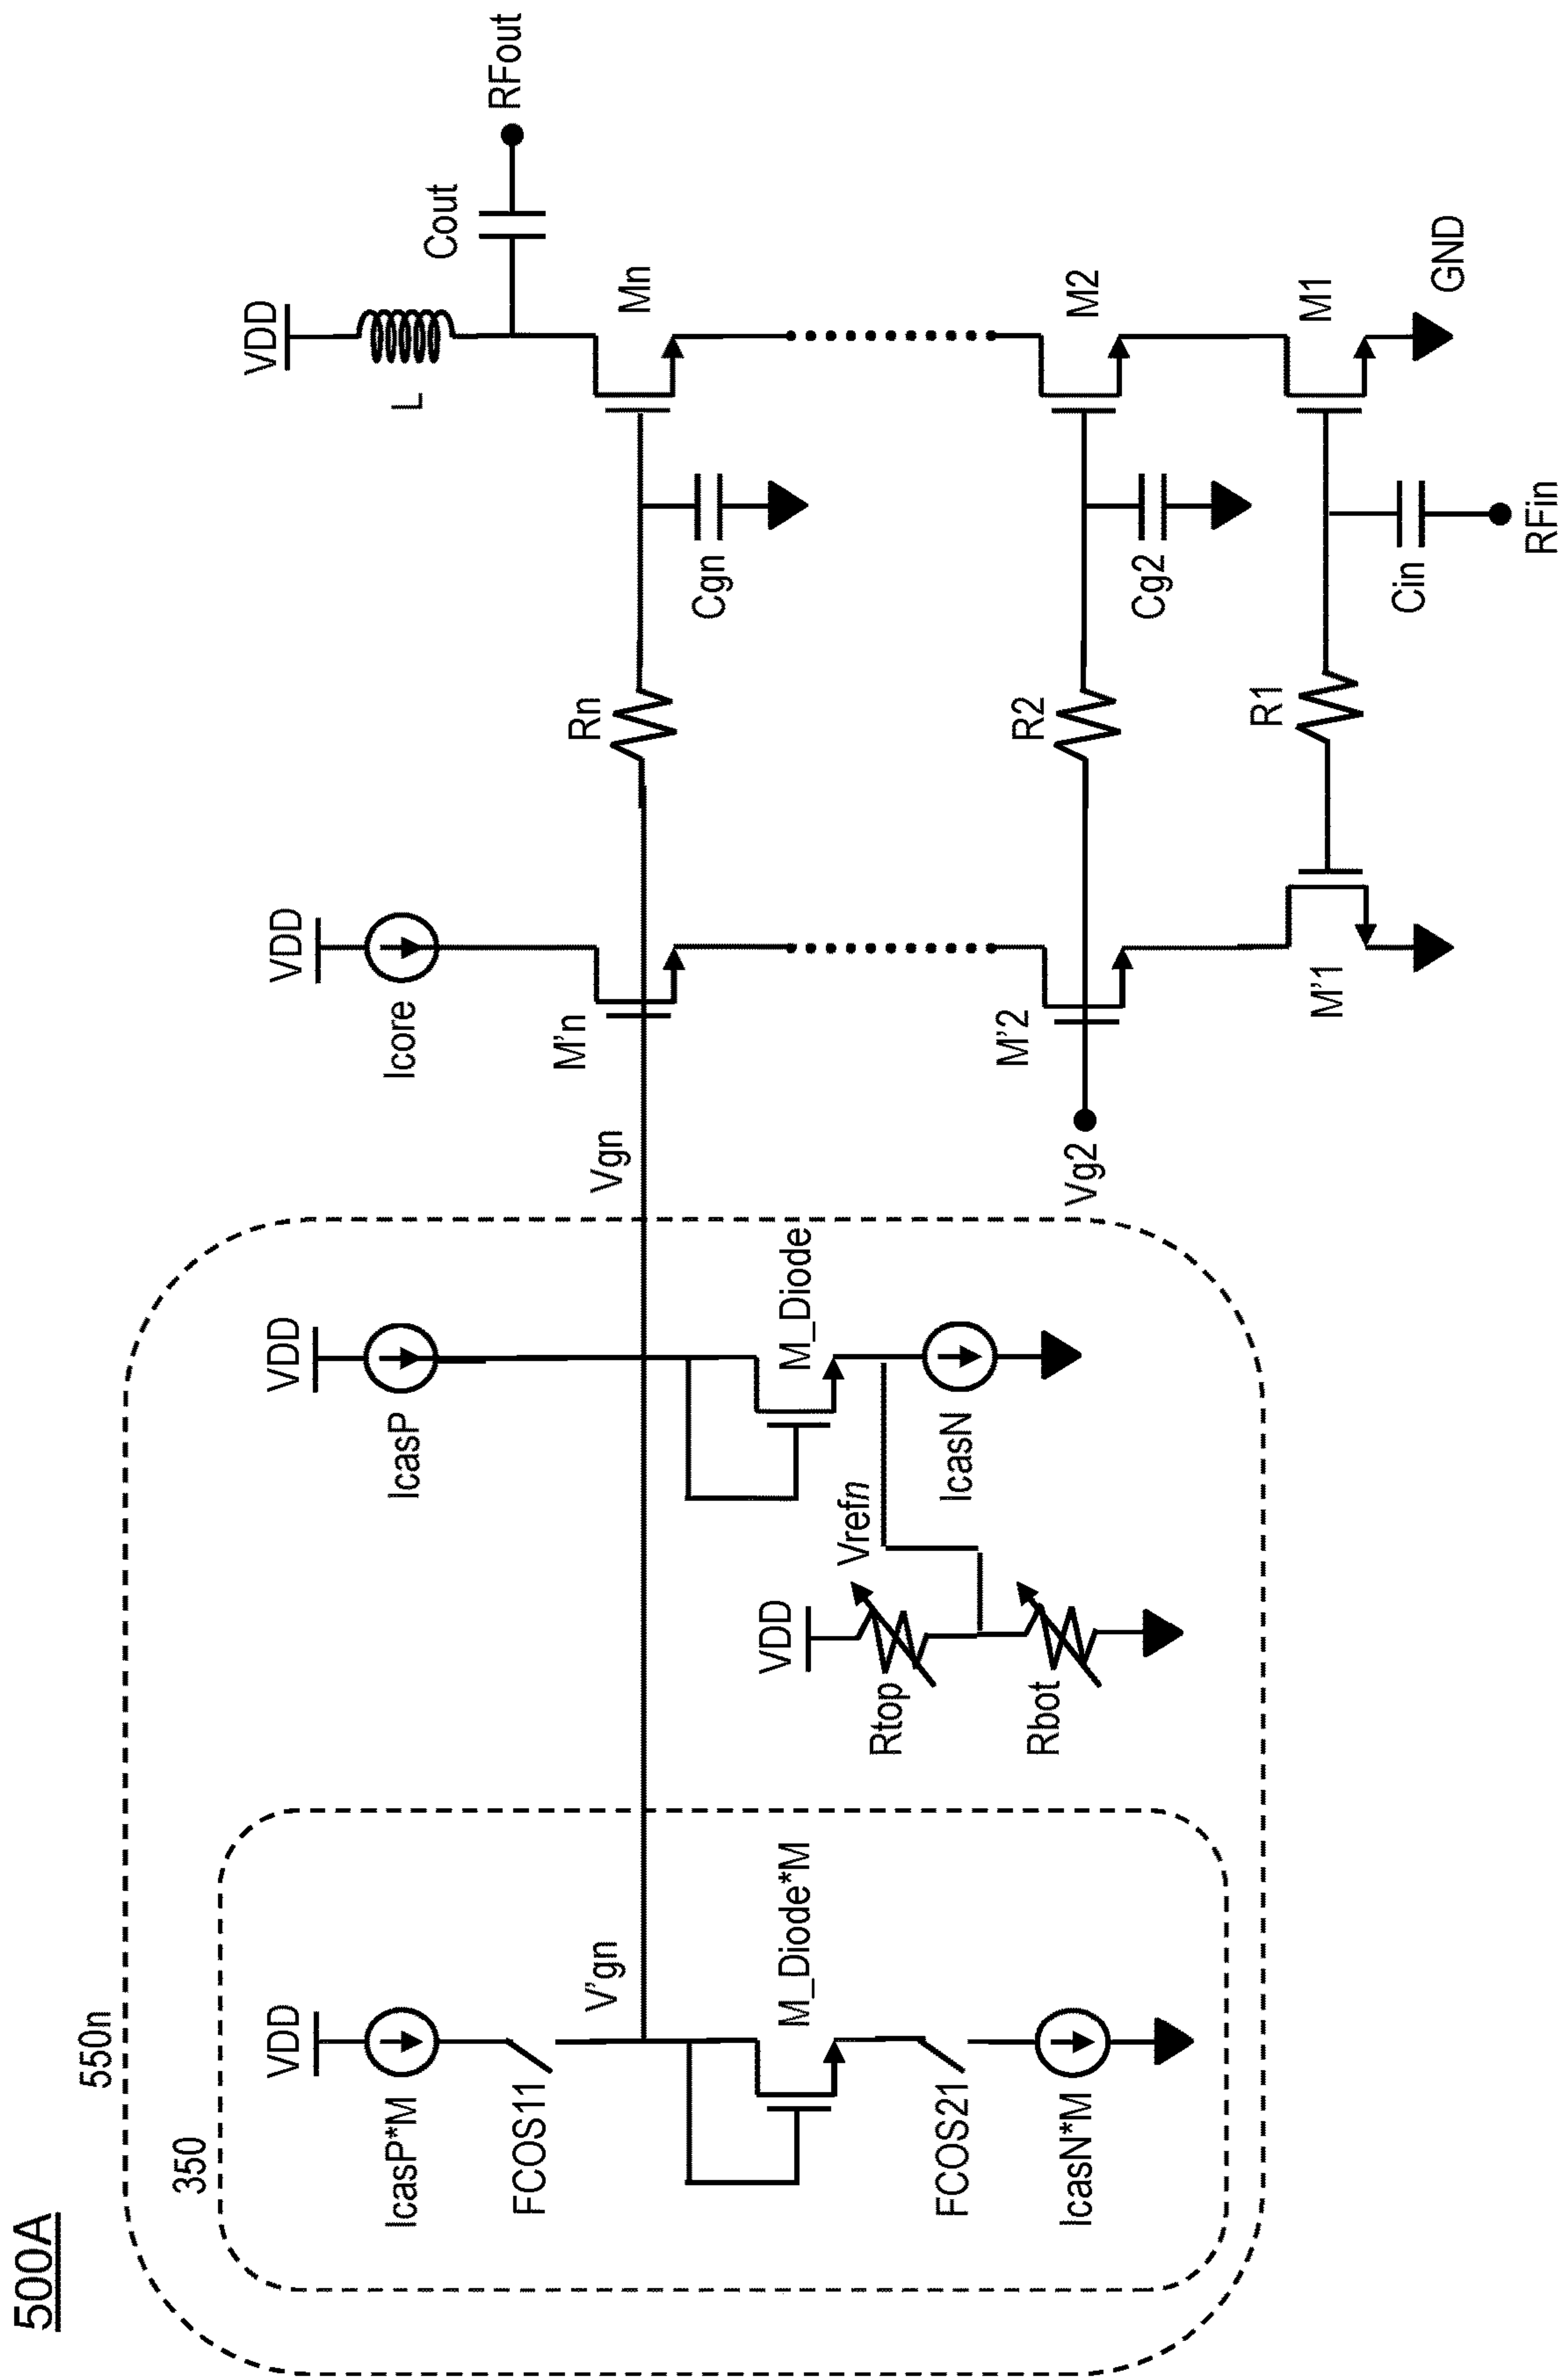 500A
550n
350
VDD
IcasP*M
FCOS11
V'gn
M_Diode*M
FCOS21
IcasN*M
VDD
IcasP
M_Diode
Vrefn
VDD
Rtop
Rbot
IcasN
Vgn
Vg2
VDD
Icore
M'n
M'2
M'1
Rn
R2
R1
Cgn
Cg2
Cin
RFin
VDD
L
Cout
RFout
Mn
M2
M1
GND